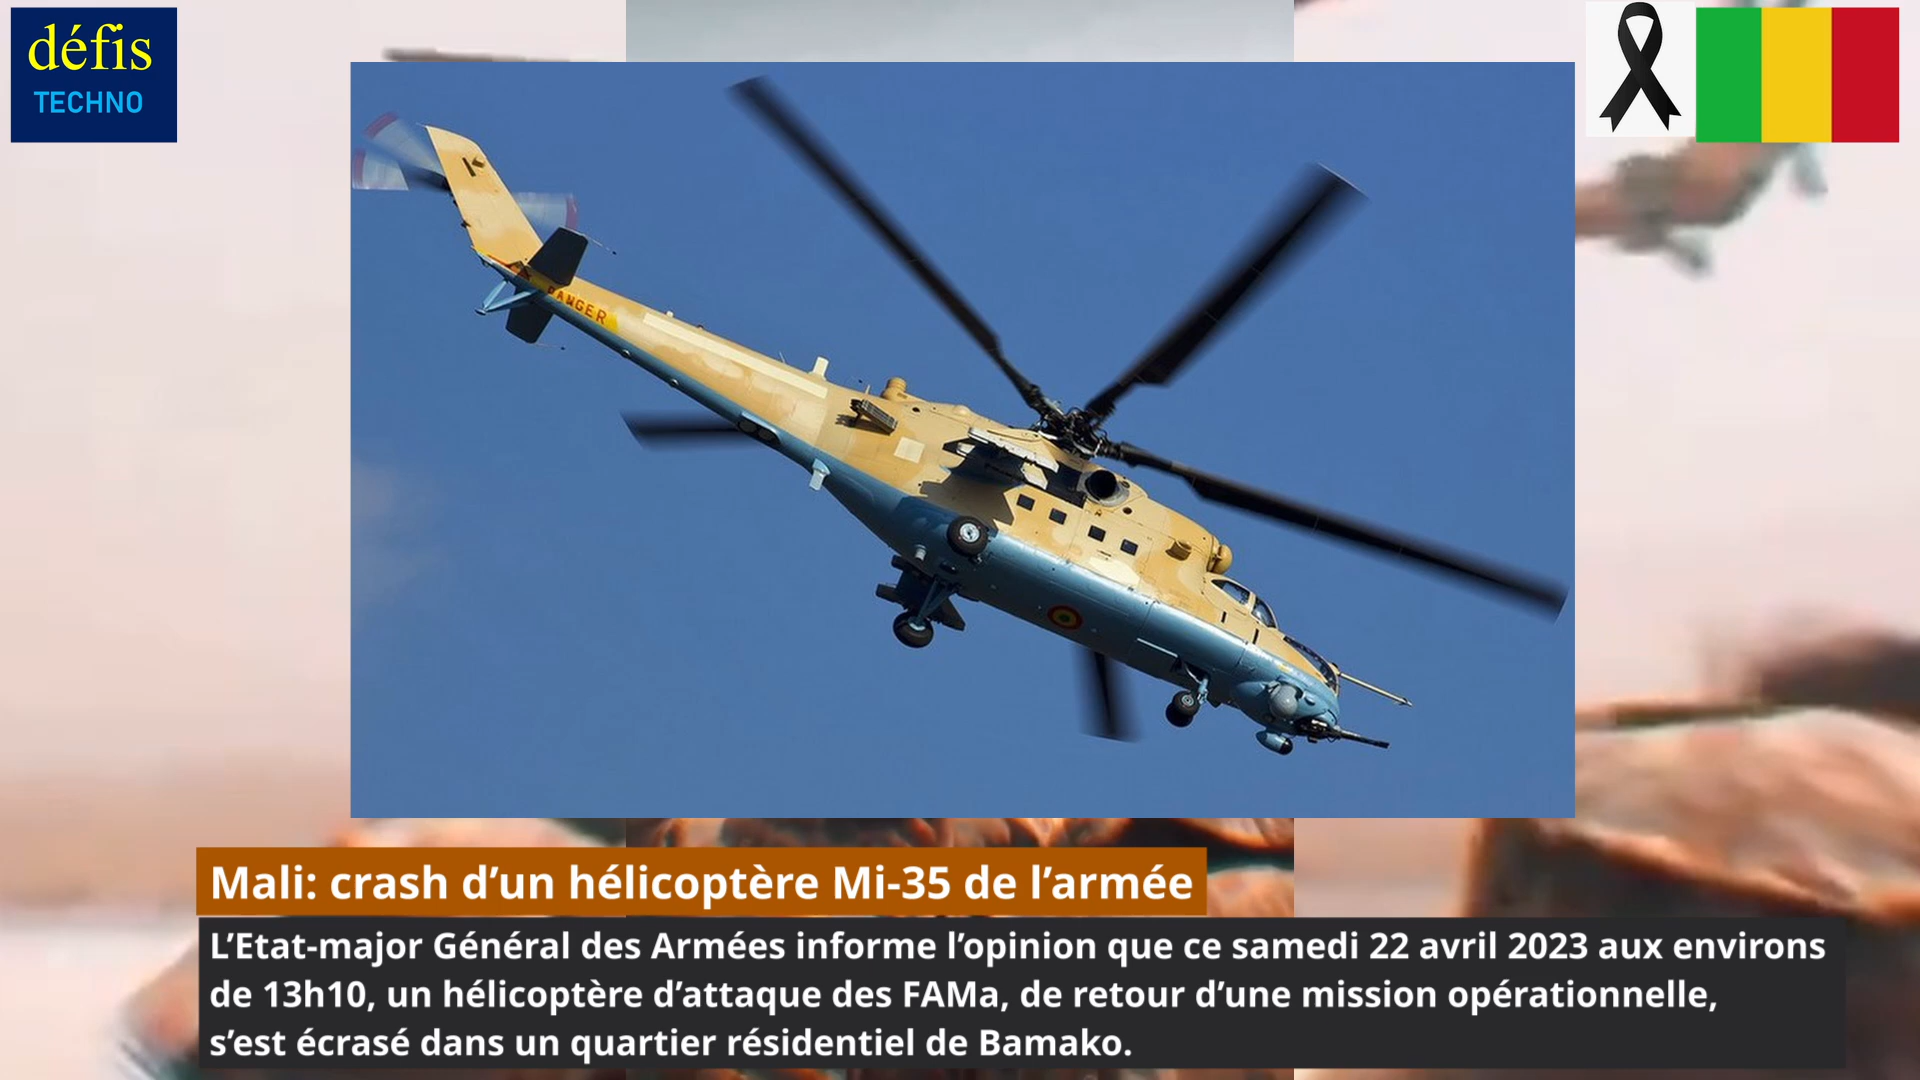 défis
TECHNO
DANGER
Mali: crash d’un hélicoptère Mi-35 de l’armée
L’Etat-major Général des Armées informe l’opinion que ce samedi 22 avril 2023 aux environs
de 13h10, un hélicoptère d’attaque des FAMa, de retour d’une mission opérationnelle,
s’est écrasé dans un quartier résidentiel de Bamako.